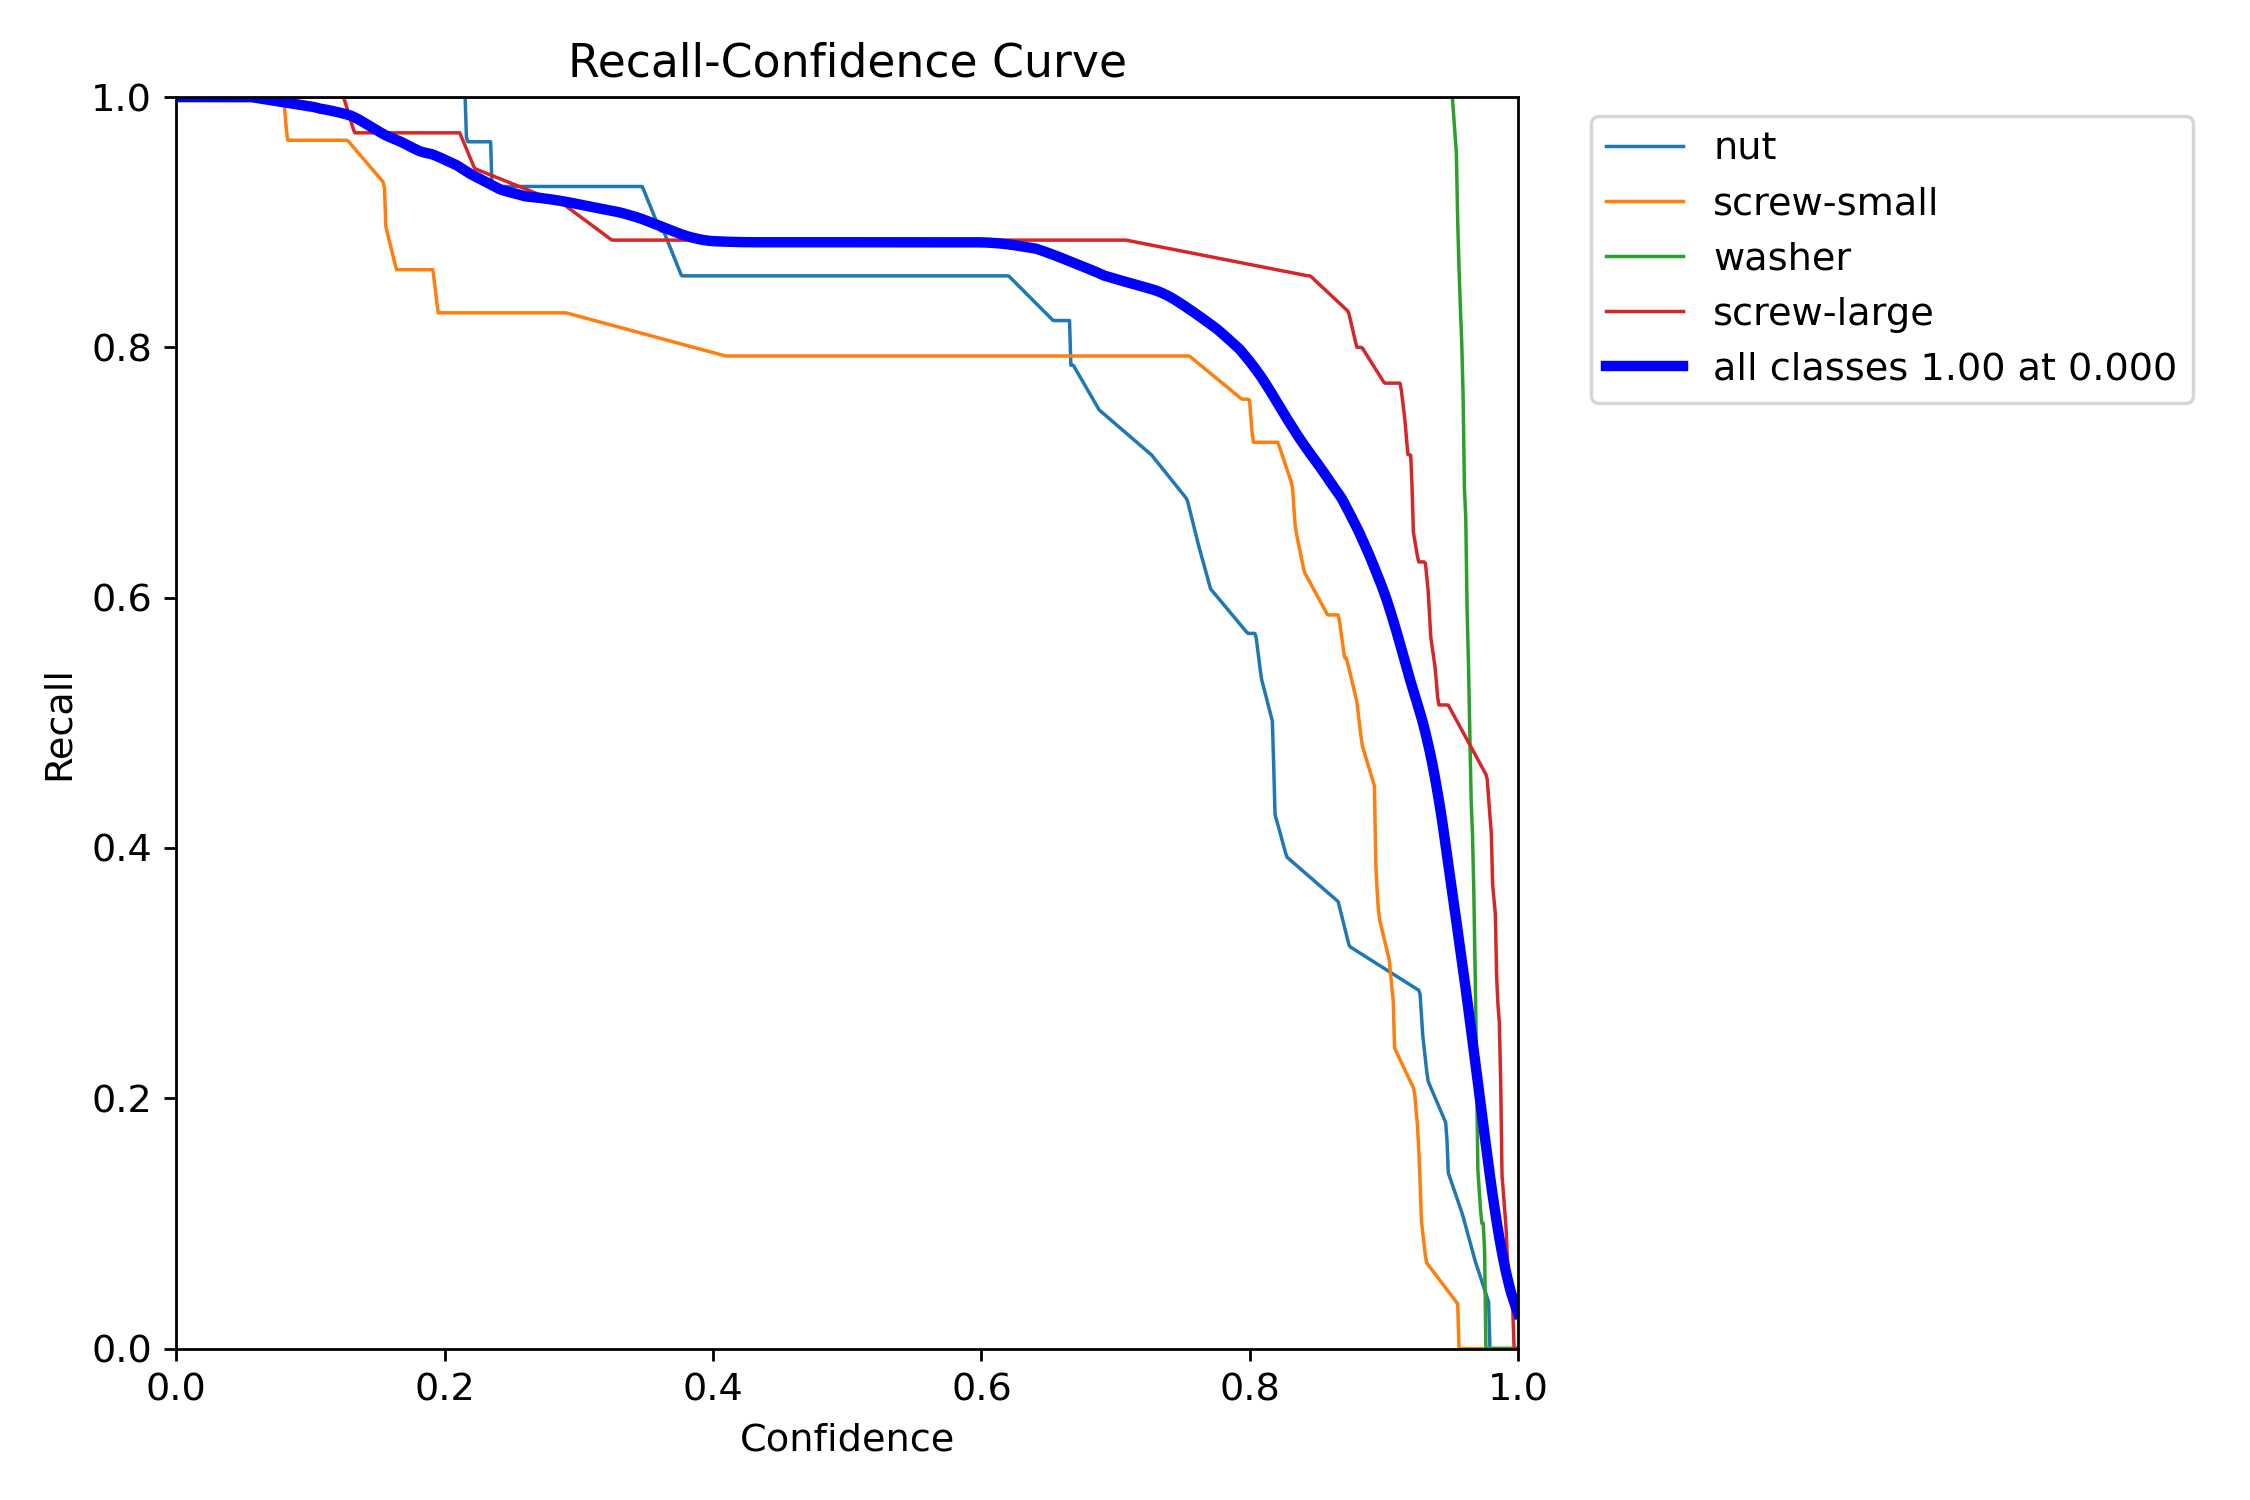 Recall-Confidence Curve
1.0
0.8
0.6
0.4
0.2
0.0
Recall
0.0 0.2 0.4 0.6 0.8 1.0
Confidence
nut
screw-small
washer
screw-large
all classes 1.00 at 0.000